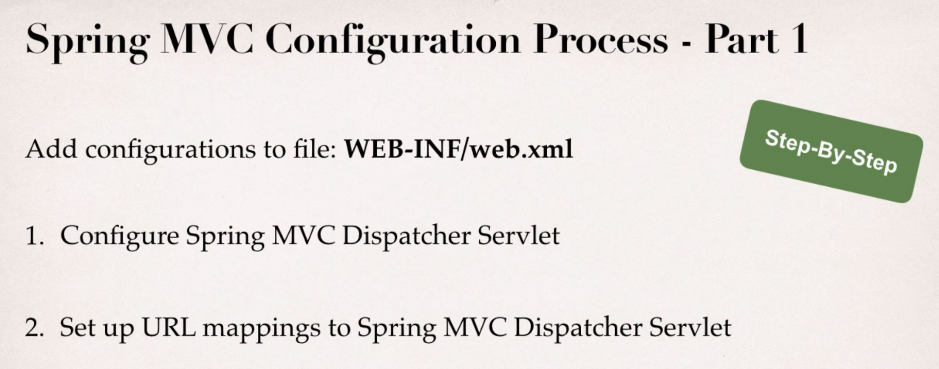 Spring MVC Configuration Process - Part 1
Step-By-Step
Add configurations to file: WEB-INF/web.xml
1. Configure Spring MVC Dispatcher Servlet
2. Set up URL mappings to Spring MVC Dispatcher Servlet